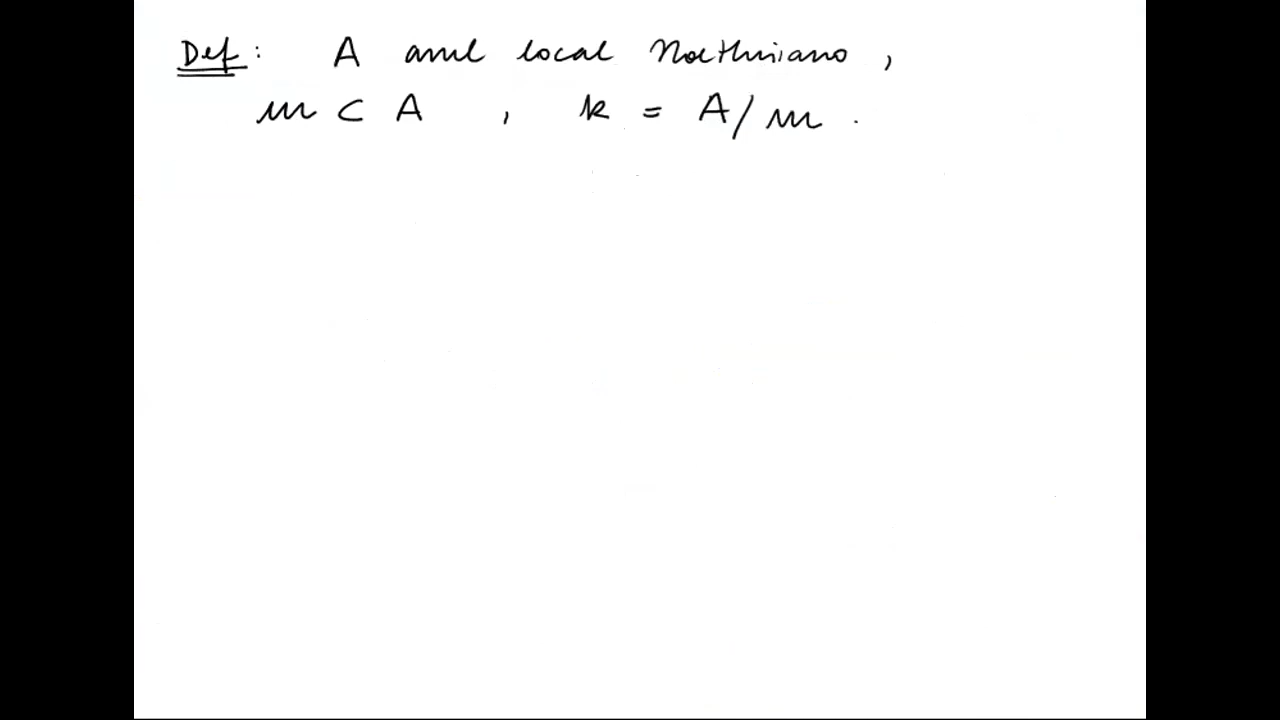 Def: A anel local Noetheriano,
m ⊂ A , k = A/m .